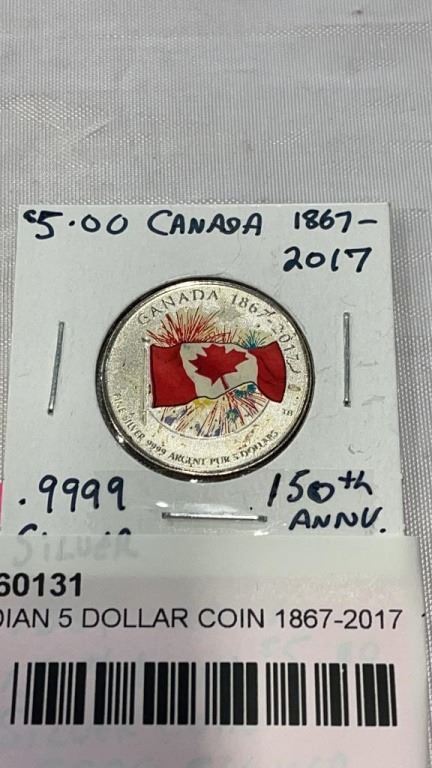 $5.00 CANADA 1867-
2017
CANADA 1867-2017
FINE SILVER 9999 ARGENT PUR 5 DOLLARS
.9999
SILVER
150th
ANNV.
60131
DIAN 5 DOLLAR COIN 1867-2017